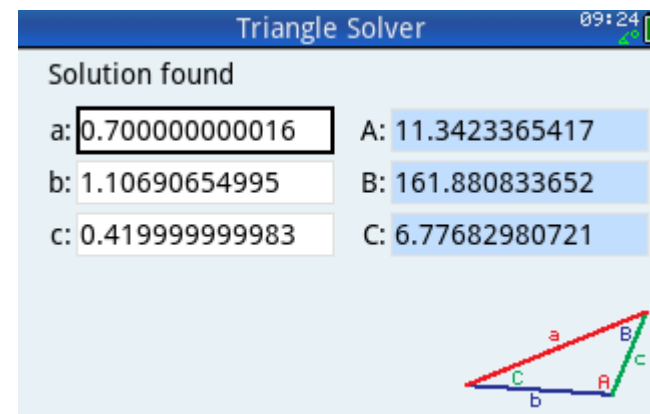 Triangle Solver 09:24
Solution found
a: 0.700000000016 A: 11.3423365417
b: 1.10690654995 B: 161.880833652
c: 0.419999999983 C: 6.77682980721
a B
c
C A
b